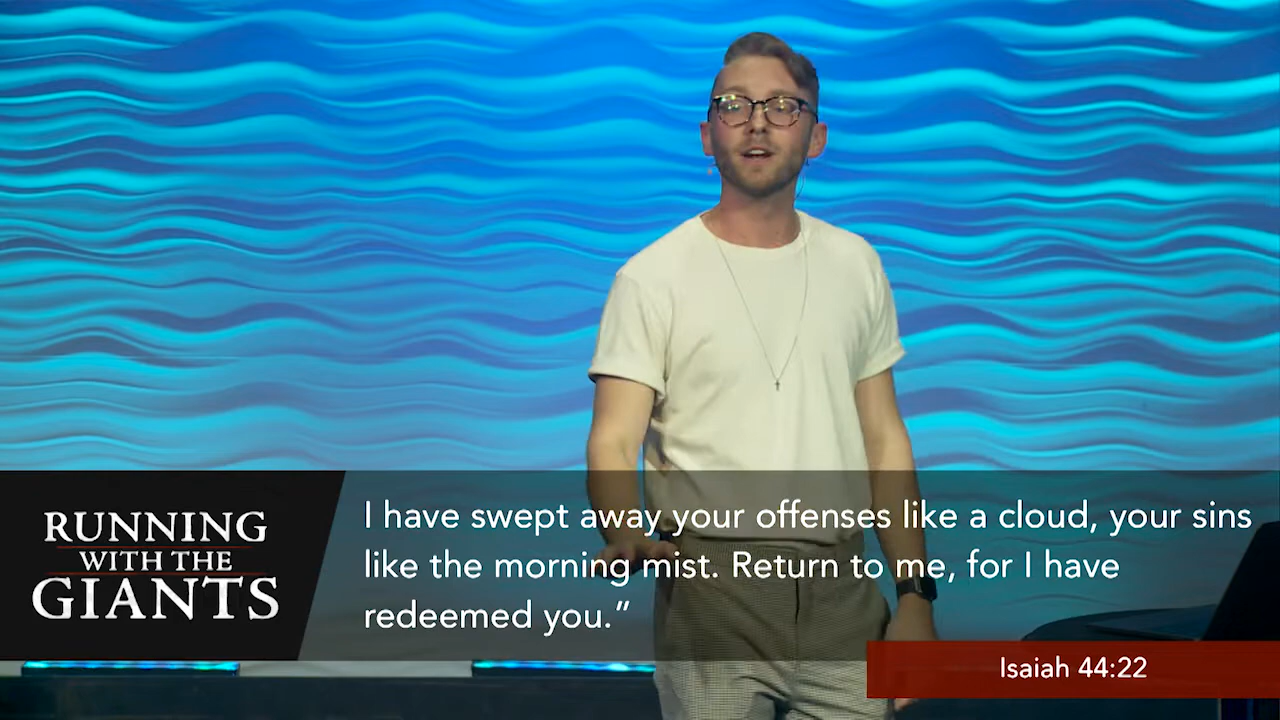 RUNNING
WITH THE
GIANTS
I have swept away your offenses like a cloud, your sins
like the morning mist. Return to me, for I have
redeemed you.”
Isaiah 44:22